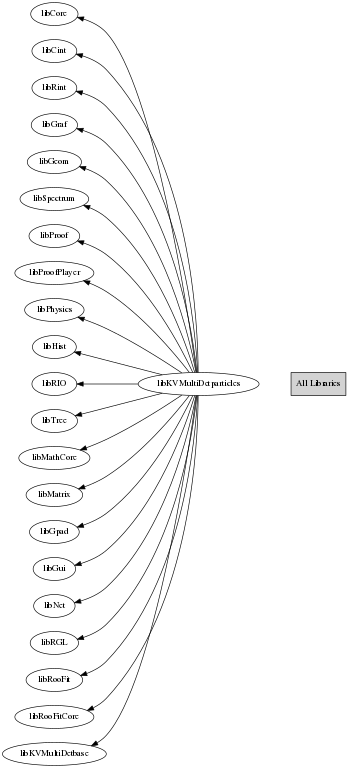 libCore
libCint
libRint
libGraf
libGeom
libSpectrum
libProof
libProofPlayer
libPhysics
libHist
libRIO
libKVMultiDetparticles
All Libraries
libTree
libMathCore
libMatrix
libGpad
libGui
libNet
libRGL
libRooFit
libRooFitCore
libKVMultiDetbase